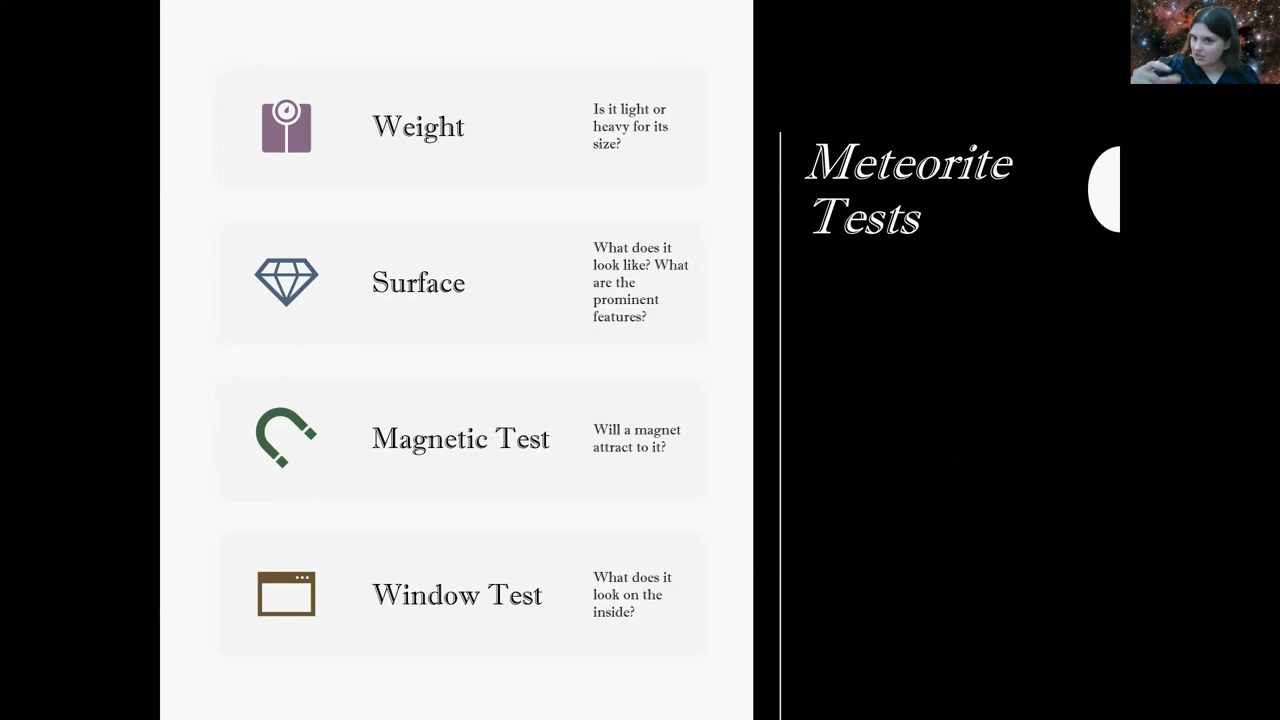 Meteorite
Tests
Weight
Is it light or
heavy for its
size?
Surface
What does it
look like? What
are the
prominent
features?
Magnetic Test
Will a magnet
attract to it?
Window Test
What does it
look on the
inside?